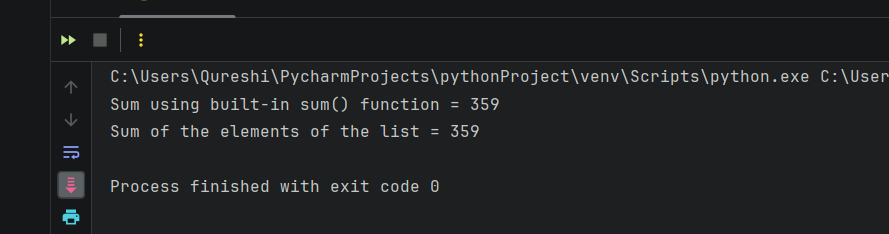 C:\Users\Qureshi\PycharmProjects\pythonProject\venv\Scripts\python.exe C:\User
Sum using built-in sum() function = 359
Sum of the elements of the list = 359
Process finished with exit code 0